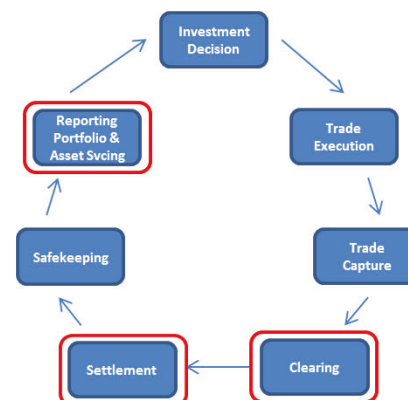 Investment
Decision
Reporting
Portfolio &
Asset Svcing
Trade
Execution
Safekeeping
Trade
Capture
Settlement
Clearing